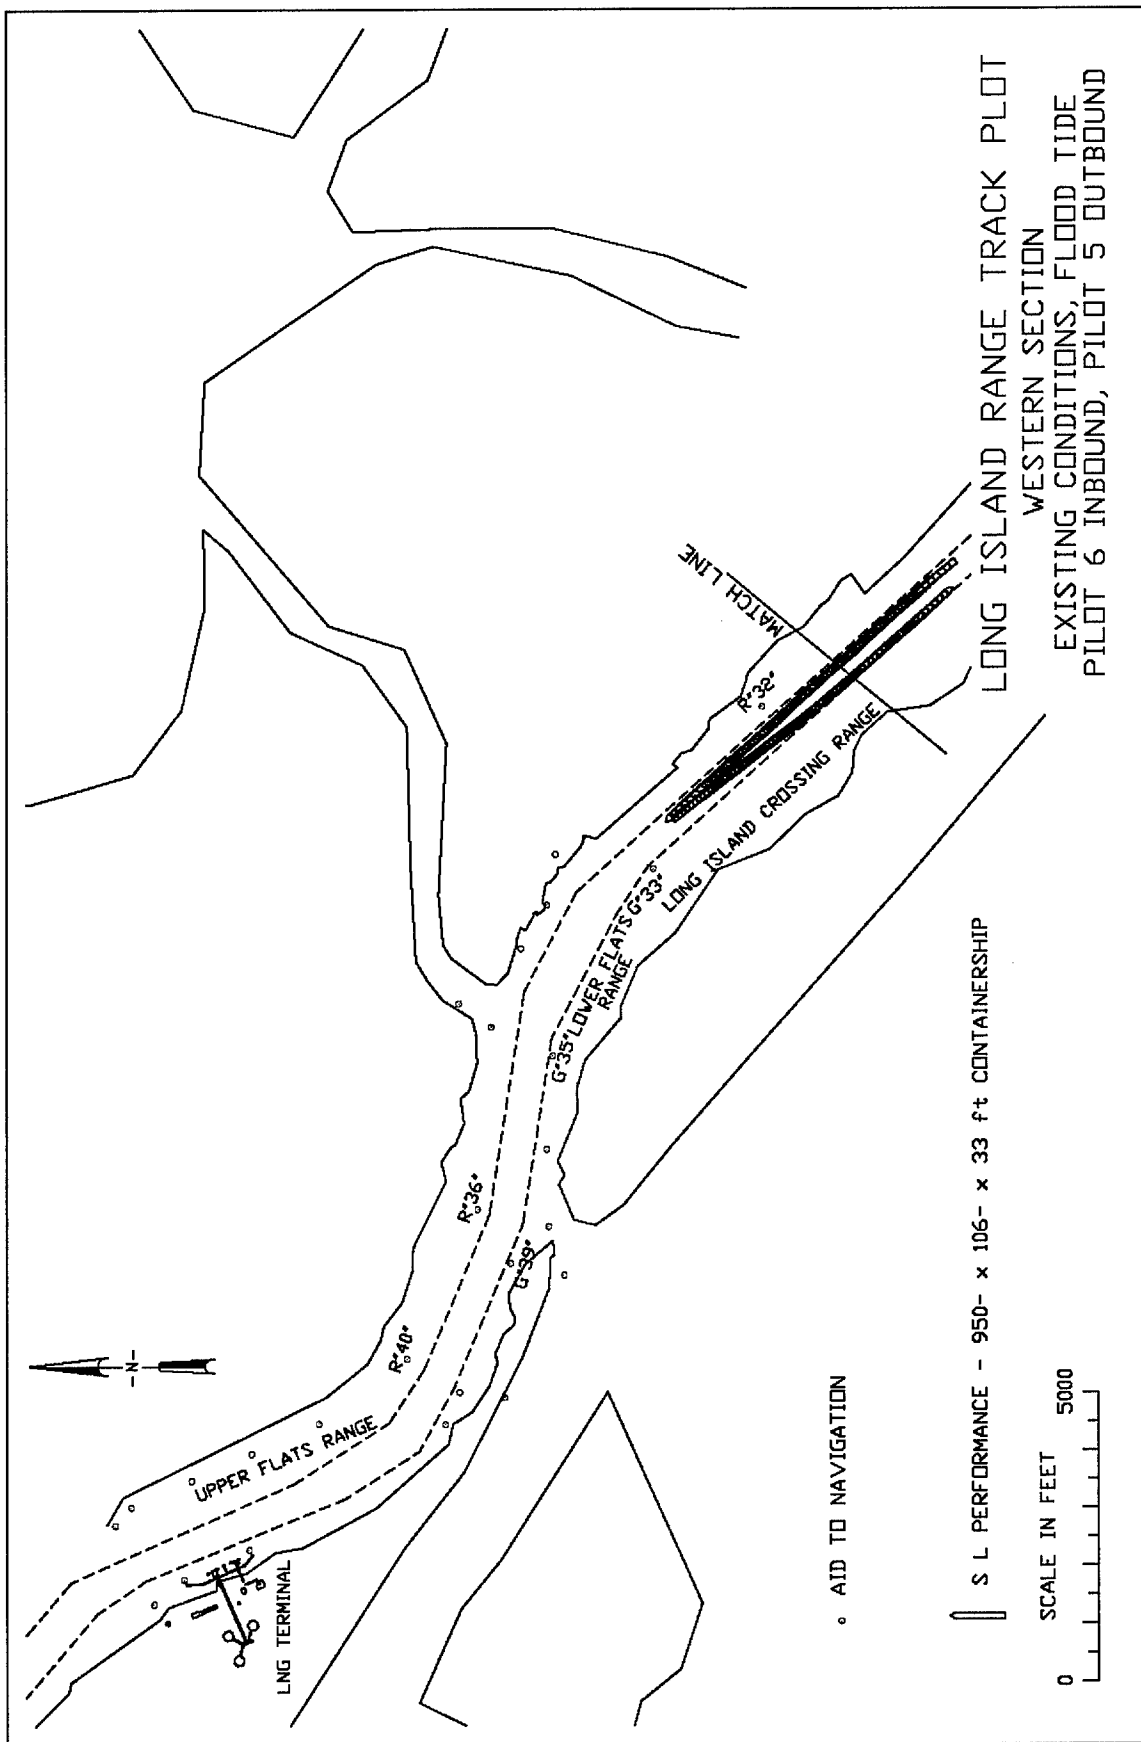 LONG ISLAND RANGE TRACK PLOT
WESTERN SECTION
EXISTING CONDITIONS, FLOOD TIDE
PILOT 6 INBOUND, PILOT 5 OUTBOUND
-N-
UPPER FLATS RANGE
LNG TERMINAL
R"40"
R"36"
G"39"
G"35"
LOWER FLATS
RANGE
G"33"
LONG ISLAND CROSSING RANGE
R"32"
MATCH LINE
AID TO NAVIGATION
S L PERFORMANCE - 950- x 106- x 33 ft CONTAINERSHIP
SCALE IN FEET
0 5000